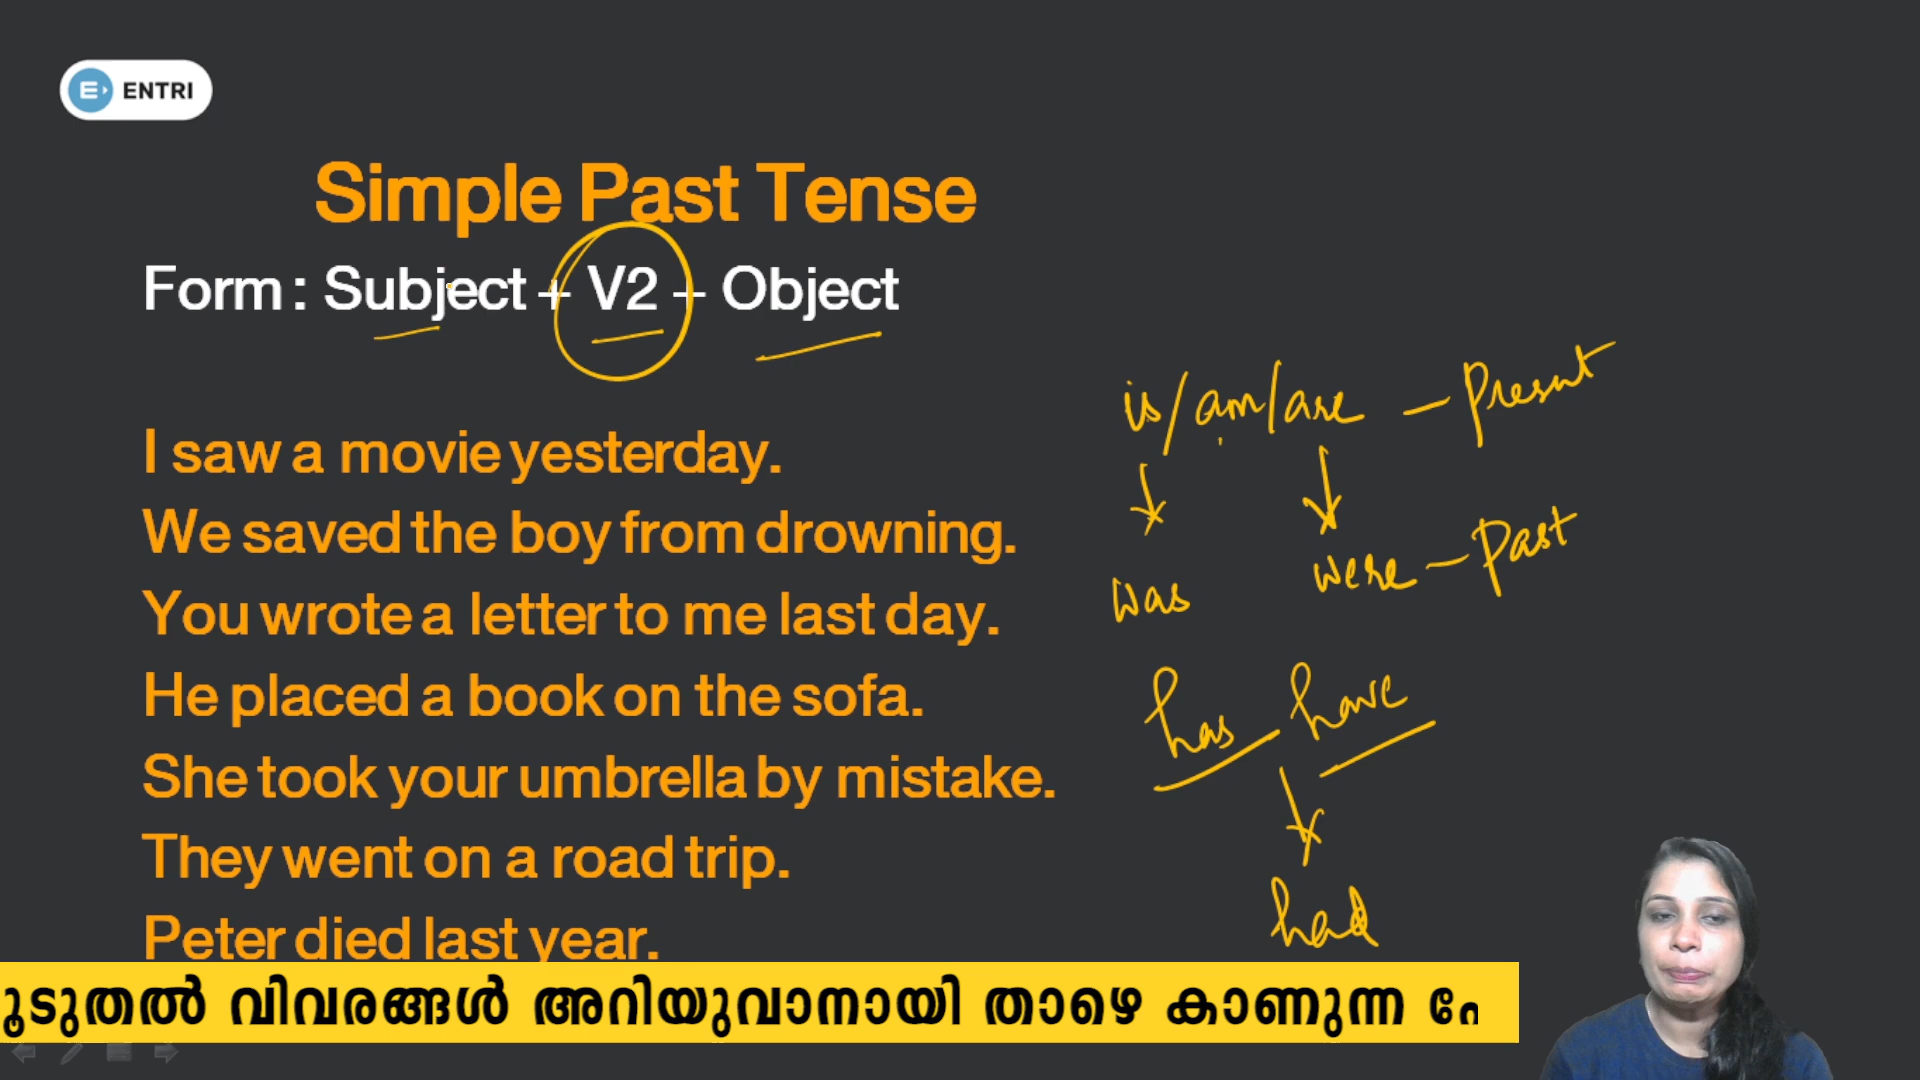 ENTRI
Simple Past Tense
Form : Subject + V2 + Object
I saw a movie yesterday.
We saved the boy from drowning.
You wrote a letter to me last day.
He placed a book on the sofa.
She took your umbrella by mistake.
They went on a road trip.
Peter died last year.
is/am/are - Present
was
were - Past
has have
had
വിവരങ്ങൾ അറിയുവാനായി താഴെ കാണുന്ന